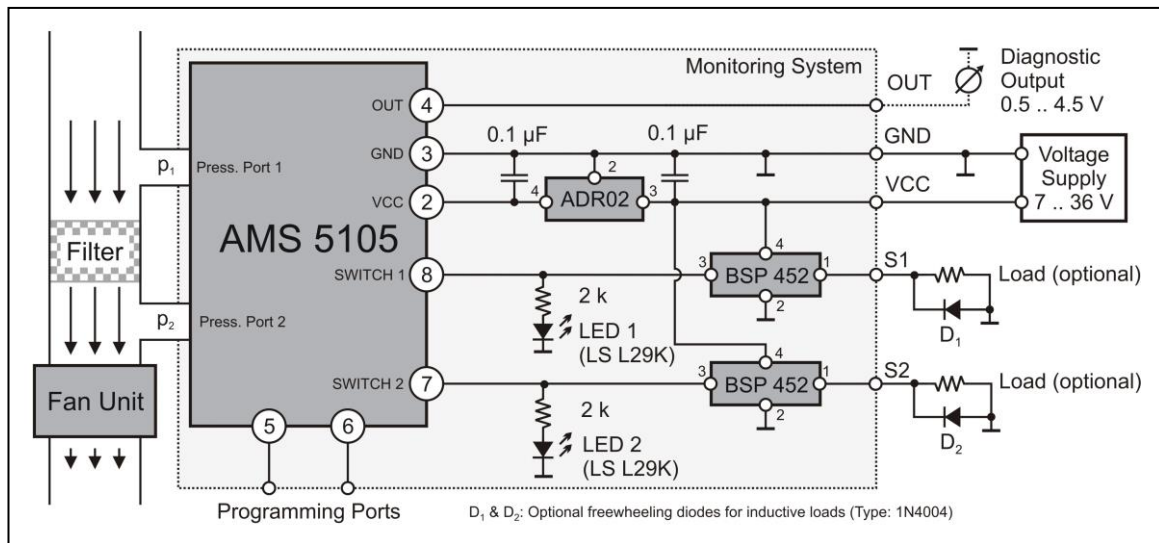 Monitoring System
OUT
Diagnostic
Output
0.5 .. 4.5 V
OUT 4
0.1 µF
0.1 µF
GND
p1
Press. Port 1
GND 3
2
Voltage
Supply
7 .. 36 V
VCC
VCC 2
4
ADR02
3
Filter
AMS 5105
4
SWITCH 1 8
3
BSP 452
1
S1
Load (optional)
2
2 k
LED 1
(LS L29K)
D1
p2
Press. Port 2
4
SWITCH 2 7
3
BSP 452
1
S2
Load (optional)
2
Fan Unit
2 k
LED 2
(LS L29K)
D2
5
6
Programming Ports
D1 & D2: Optional freewheeling diodes for inductive loads (Type: 1N4004)